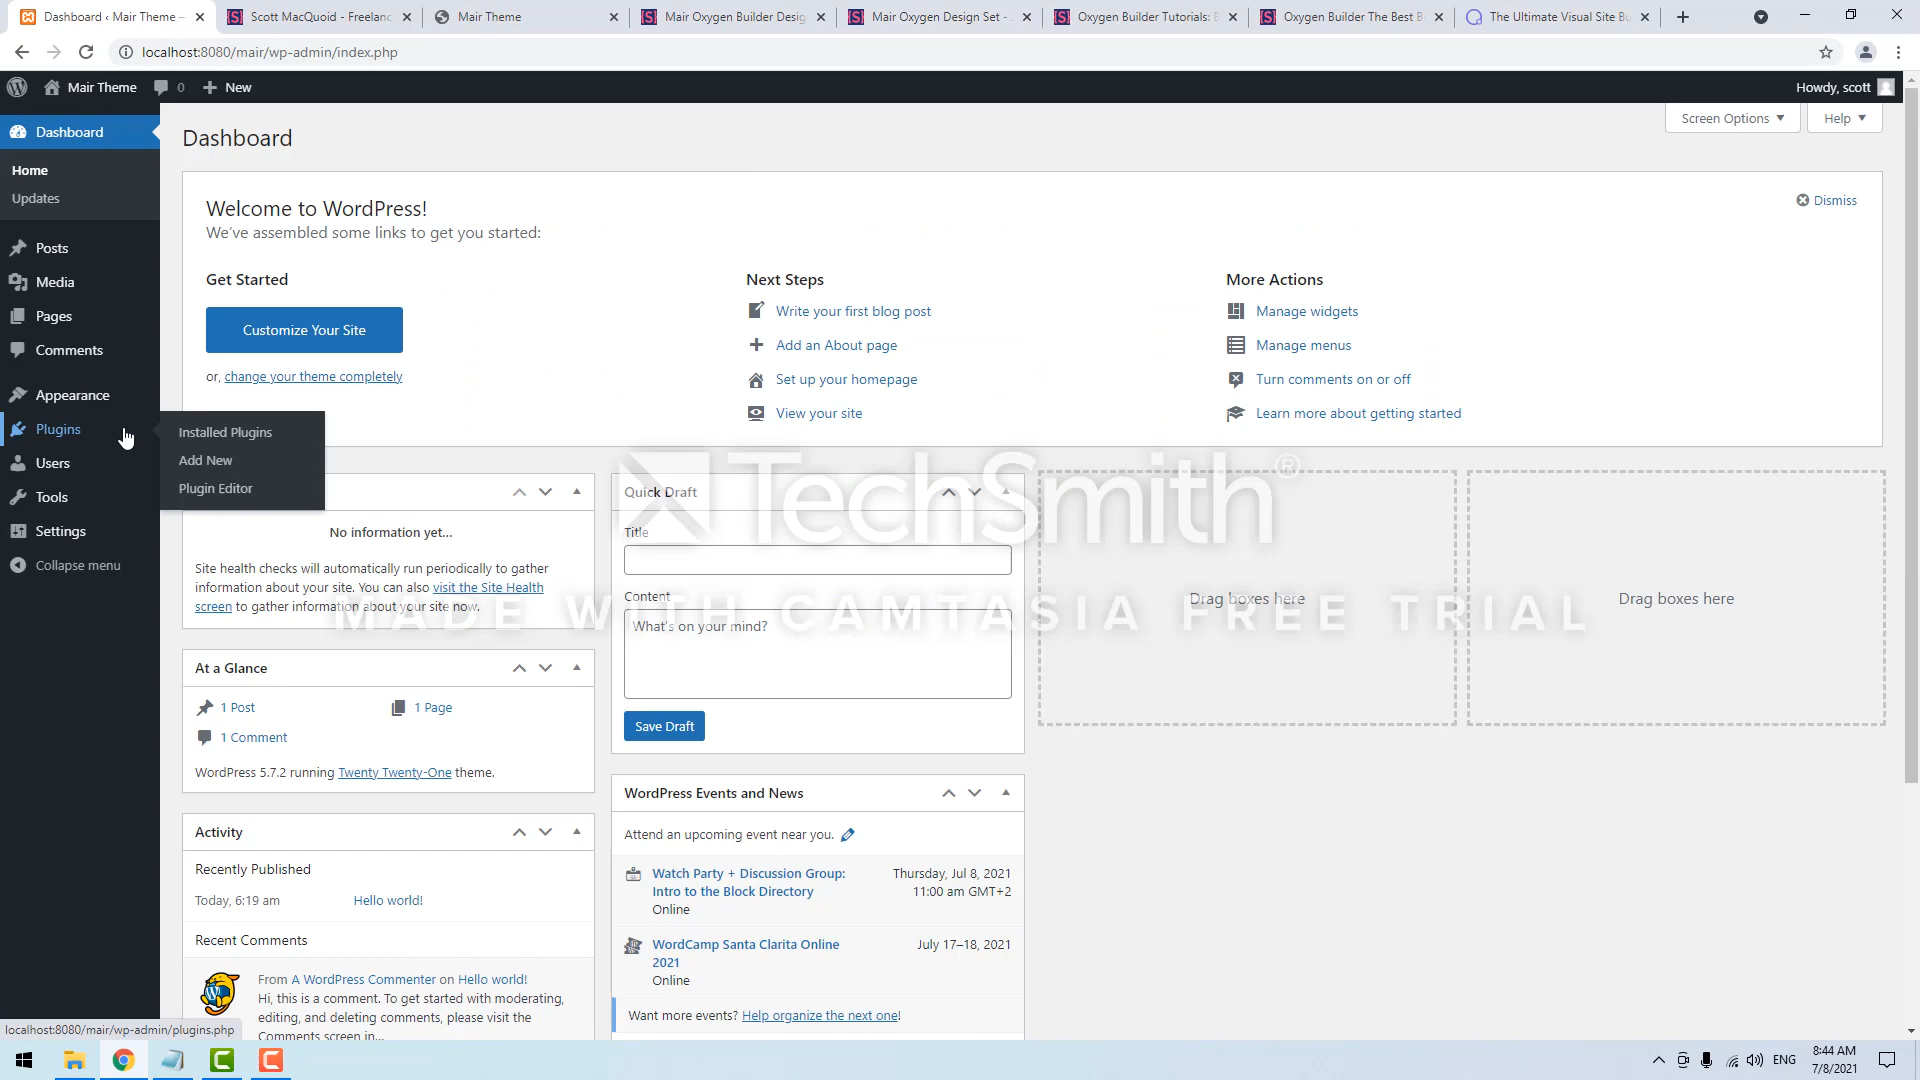 Dashboard ‹ Mair Theme —
Scott MacQuoid - Freelanc
Mair Theme
Mair Oxygen Builder Desig
Mair Oxygen Design Set -
Oxygen Builder Tutorials: B
Oxygen Builder The Best B
The Ultimate Visual Site Bu
localhost:8080/mair/wp-admin/index.php
Mair Theme
0
New
Howdy, scott
Dashboard
Home
Updates
Posts
Media
Pages
Comments
Appearance
Plugins
Users
Tools
Settings
Collapse menu
Installed Plugins
Add New
Plugin Editor
Dashboard
Screen Options
Help
Welcome to WordPress!
We've assembled some links to get you started:
Dismiss
Get Started
Customize Your Site
or, change your theme completely
Next Steps
Write your first blog post
Add an About page
Set up your homepage
View your site
More Actions
Manage widgets
Manage menus
Turn comments on or off
Learn more about getting started
No information yet...
Site health checks will automatically run periodically to gather
information about your site. You can also visit the Site Health
screen to gather information about your site now.
At a Glance
1 Post
1 Page
1 Comment
WordPress 5.7.2 running Twenty Twenty-One theme.
Activity
Recently Published
Today, 6:19 am
Hello world!
Recent Comments
From A WordPress Commenter on Hello world!
Hi, this is a comment. To get started with moderating,
editing, and deleting comments, please visit the
Comments screen in...
Quick Draft
Title
Content
What's on your mind?
Save Draft
WordPress Events and News
Attend an upcoming event near you.
Watch Party + Discussion Group:
Intro to the Block Directory
Online
Thursday, Jul 8, 2021
11:00 am GMT+2
WordCamp Santa Clarita Online
2021
Online
July 17–18, 2021
Want more events? Help organize the next one!
Drag boxes here
Drag boxes here
TechSmith®
MADE WITH CAMTASIA FREE TRIAL
localhost:8080/mair/wp-admin/plugins.php
ENG
8:44 AM
7/8/2021